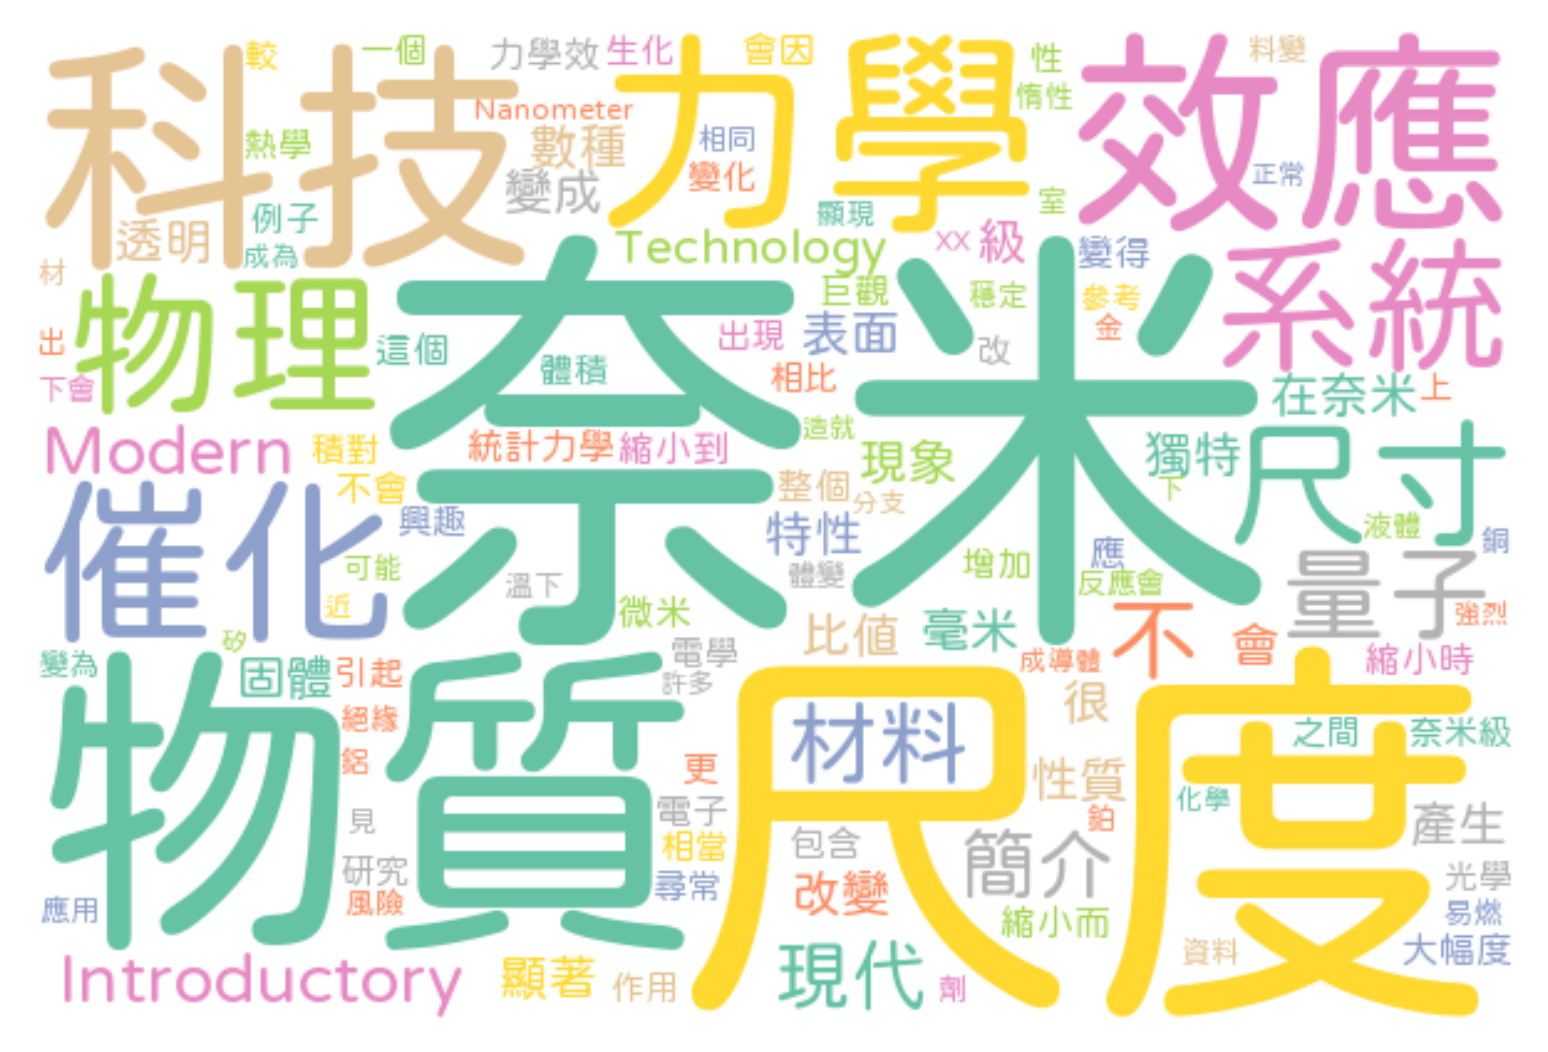 科技
較
一個
力學效
生化
力學
會因
性
惰性
效應
料變
Nanometer
熱學
數種
相同
變化
變成
正常
例子
透明
成為
顯現
室
Technology
xx
級
變得
系統
材
物理
奈米
巨觀
穩定
參考
金
出
這個
體積
出現
表面
改
相比
下會
在奈米
上
Modern
積對
統計力學
縮小到
造就
現象
獨特
尺寸
下
不會
整個
分支
催化
興趣
特性
液體
銅
可能
溫下
體變
增加
應
反應會
量子
近
微米
比值
毫米
不
會
強烈
矽
電學
成導體
縮小時
變為
固體
引起
許多
物質
尺度
很
絕緣
材料
之間
奈米級
鋁
更
性質
化學
見
電子
鉑
產生
相當
包含
簡介
研究
尋常
光學
風險
改變
易燃
應用
縮小而
大幅度
資料
Introductory
顯著
作用
現代
劑